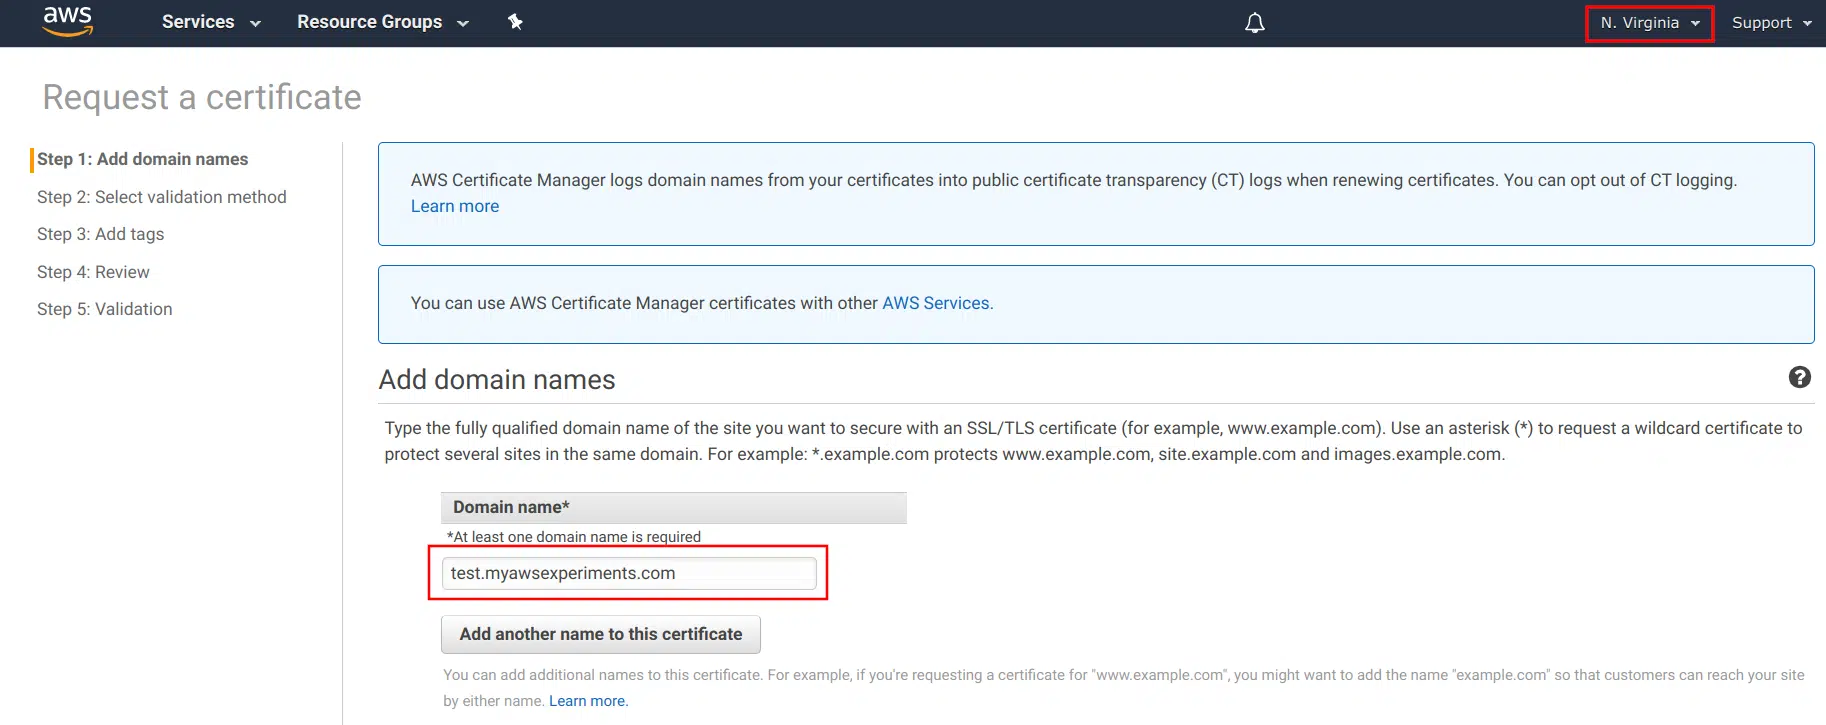 aws Services Resource Groups N. Virginia Support
Request a certificate
Step 1: Add domain names
Step 2: Select validation method
Step 3: Add tags
Step 4: Review
Step 5: Validation
AWS Certificate Manager logs domain names from your certificates into public certificate transparency (CT) logs when renewing certificates. You can opt out of CT logging.
Learn more
You can use AWS Certificate Manager certificates with other AWS Services.
Add domain names
?
Type the fully qualified domain name of the site you want to secure with an SSL/TLS certificate (for example, www.example.com). Use an asterisk (*) to request a wildcard certificate to
protect several sites in the same domain. For example: *.example.com protects www.example.com, site.example.com and images.example.com.
Domain name*
*At least one domain name is required
test.myawsexperiments.com
Add another name to this certificate
You can add additional names to this certificate. For example, if you're requesting a certificate for "www.example.com", you might want to add the name "example.com" so that customers can reach your site
by either name. Learn more.